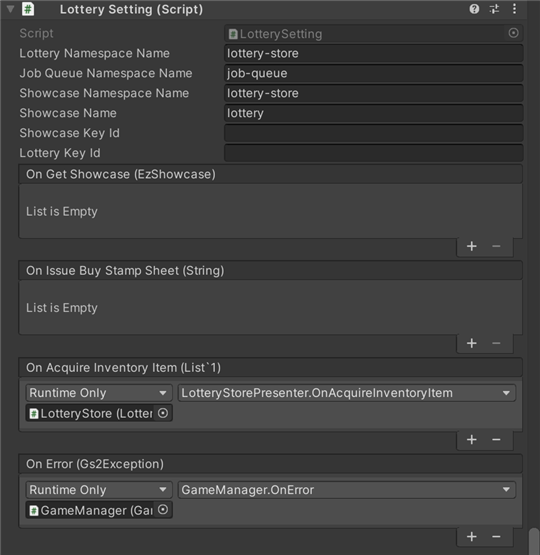 Lottery Setting (Script)
Script LotterySetting
Lottery Namespace Name lottery-store
Job Queue Namespace Name job-queue
Showcase Namespace Name lottery-store
Showcase Name lottery
Showcase Key Id
Lottery Key Id
On Get Showcase (EzShowcase)
List is Empty
+ −
On Issue Buy Stamp Sheet (String)
List is Empty
+ −
On Acquire Inventory Item (List`1)
Runtime Only LotteryStorePresenter.OnAcquireInventoryItem
LotteryStore (Lotter
+ −
On Error (Gs2Exception)
Runtime Only GameManager.OnError
GameManager (Gai
+ −